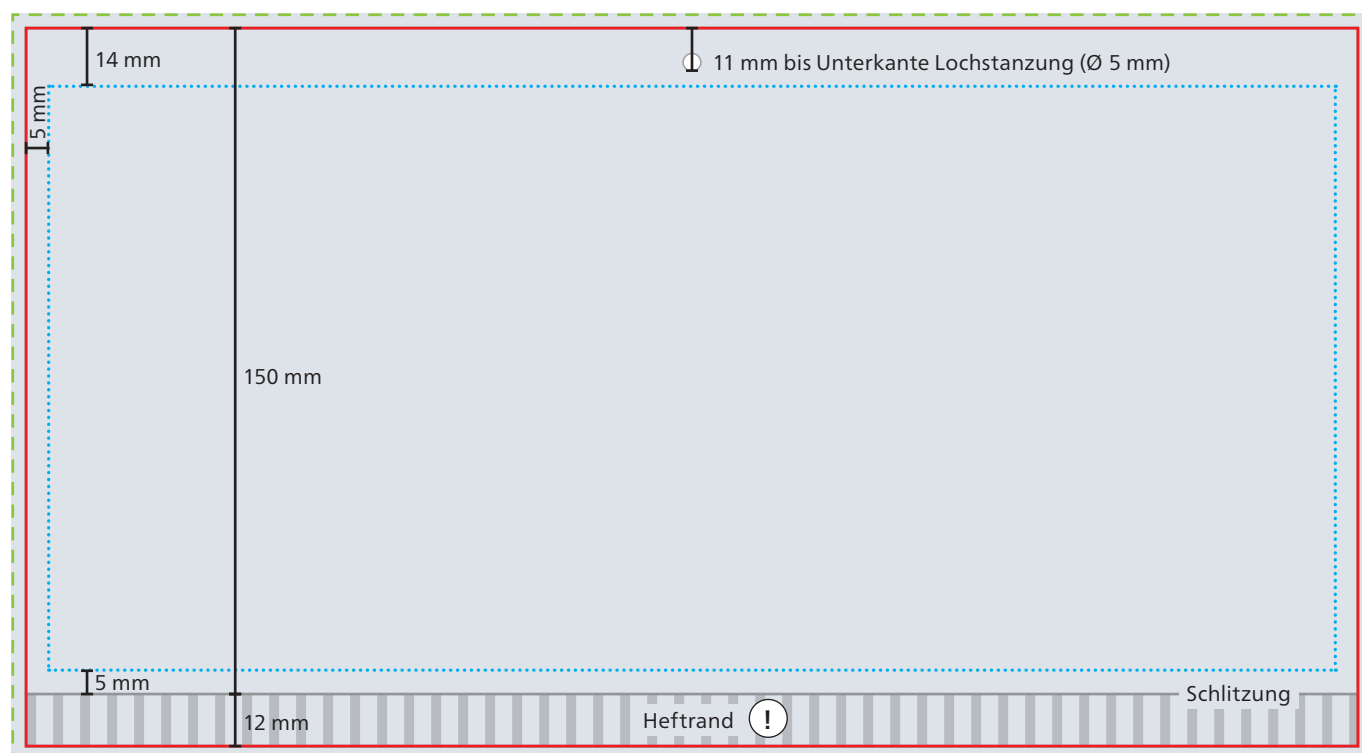 14 mm
11 mm bis Unterkante Lochstanzung (Ø 5 mm)
5 mm
150 mm
5 mm
Schlitzung
12 mm
Heftrand !